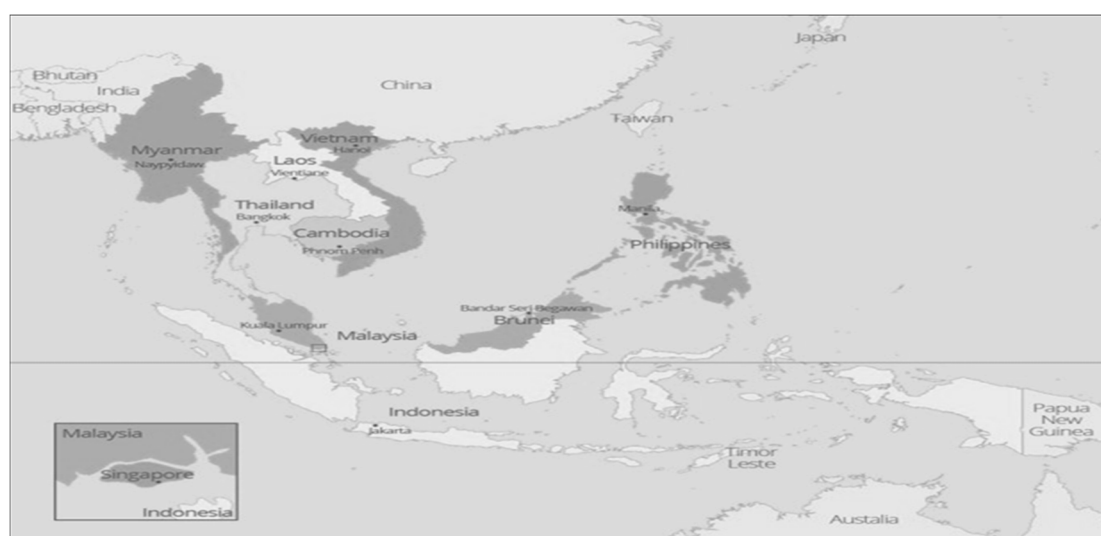 Japan
Bhutan
India
China
Bengladesh
Taiwan
Vietnam
Myanmar
Hanoi
Naypyidaw
Laos
Vientiane
Thailand
Bangkok
Manila
Cambodia
Philippines
Phnom Penh
Bandar Seri Begawan
Brunei
Kuala Lumpur
Malaysia
Indonesia
Papua
New
Guinea
Jakarta
Malaysia
Timor
Leste
Singapore
Indonesia
Austalia